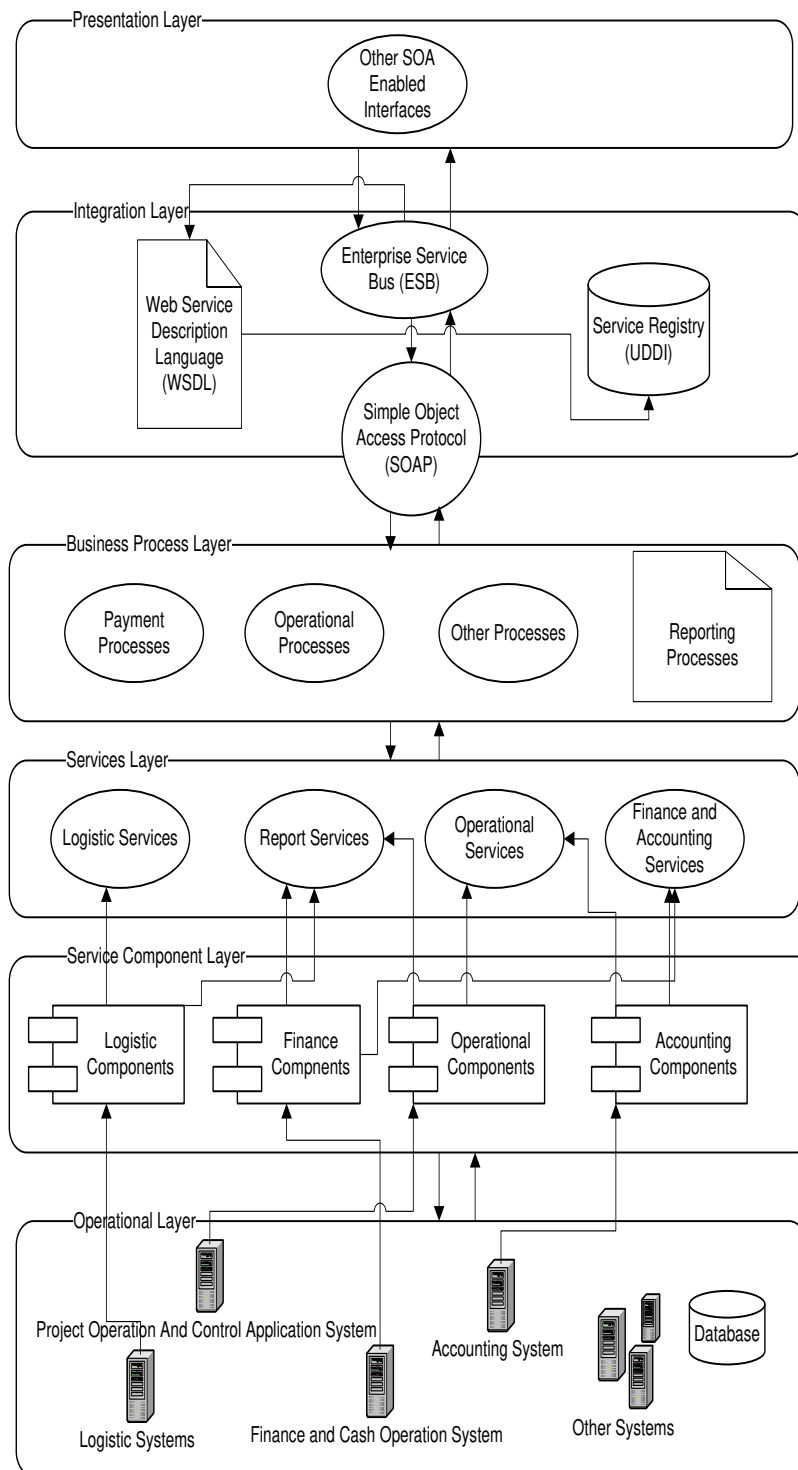 Presentation Layer
Other SOA
Enabled
Interfaces
Integration Layer
Enterprise Service
Bus (ESB)
Web Service
Description
Language
(WSDL)
Service Registry
(UDDI)
Simple Object
Access Protocol
(SOAP)
Business Process Layer
Payment
Processes
Operational
Processes
Other Processes
Reporting
Processes
Services Layer
Logistic Services
Report Services
Operational
Services
Finance and
Accounting
Services
Service Component Layer
Logistic
Components
Finance
Compnents
Operational
Components
Accounting
Components
Operational Layer
Project Operation And Control Application System
Accounting System
Database
Logistic Systems
Finance and Cash Operation System
Other Systems